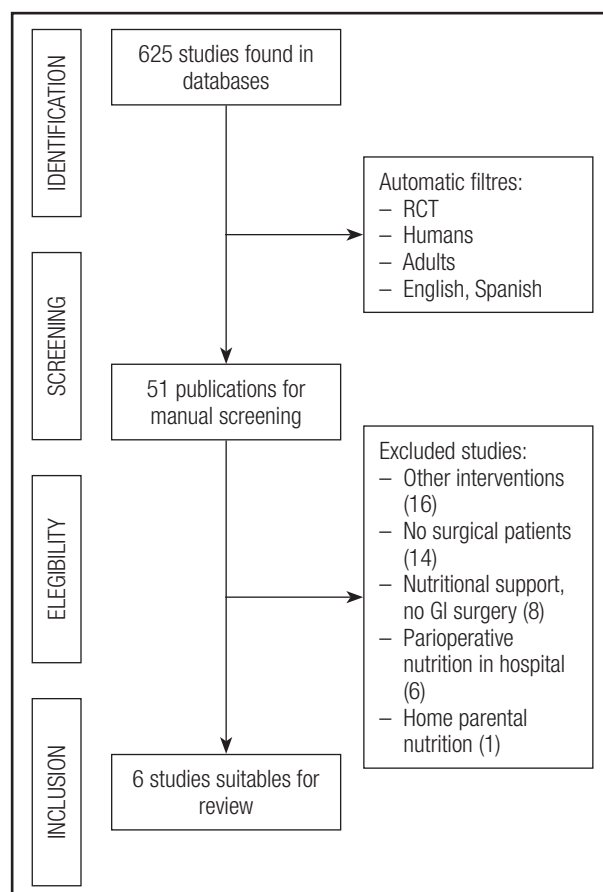 IDENTIFICATION
625 studies found in
databases
Automatic filtres:
– RCT
– Humans
– Adults
– English, Spanish
SCREENING
51 publications for
manual screening
Excluded studies:
– Other interventions
(16)
– No surgical patients
(14)
– Nutritional support,
no GI surgery (8)
– Parioperative
nutrition in hospital
(6)
– Home parental
nutrition (1)
ELEGIBILITY
INCLUSION
6 studies suitables for
review